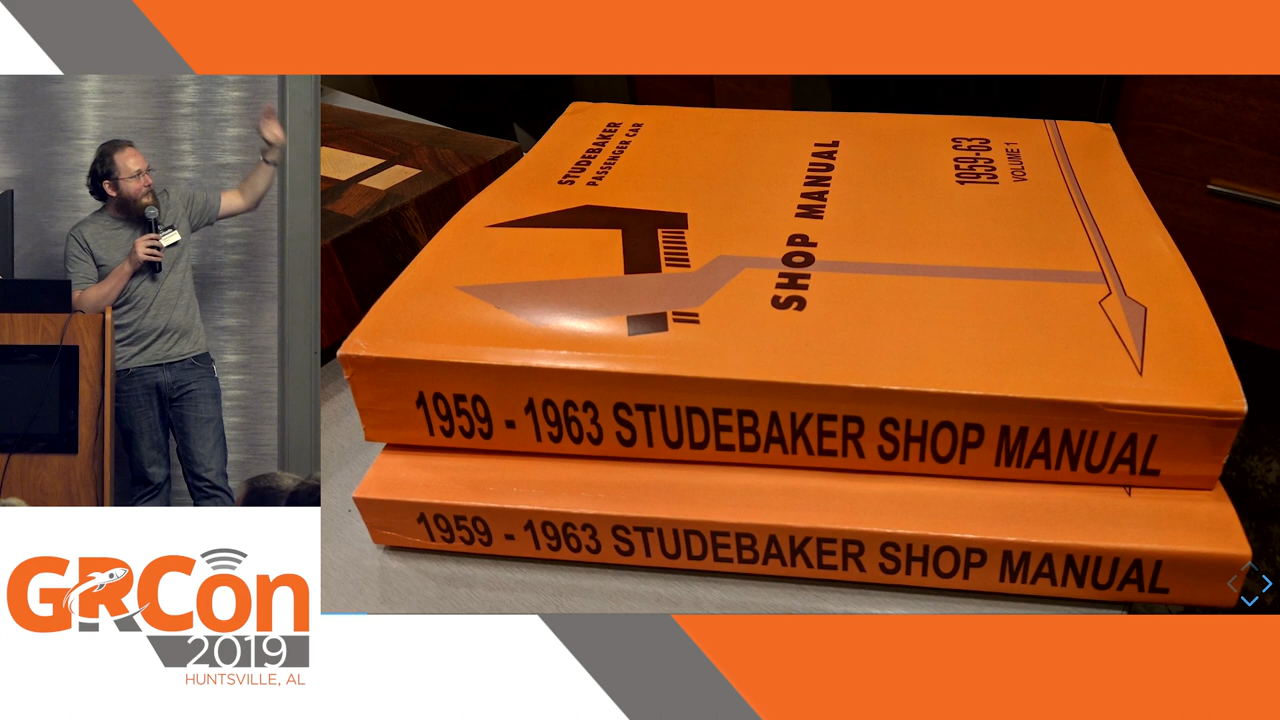 STUDEBAKER
PASSENGER CAR
SHOP MANUAL
1959-63
VOLUME 1
1959 - 1963 STUDEBAKER SHOP MANUAL
1959 - 1963 STUDEBAKER SHOP MANUAL
GRCon
2019
HUNTSVILLE, AL